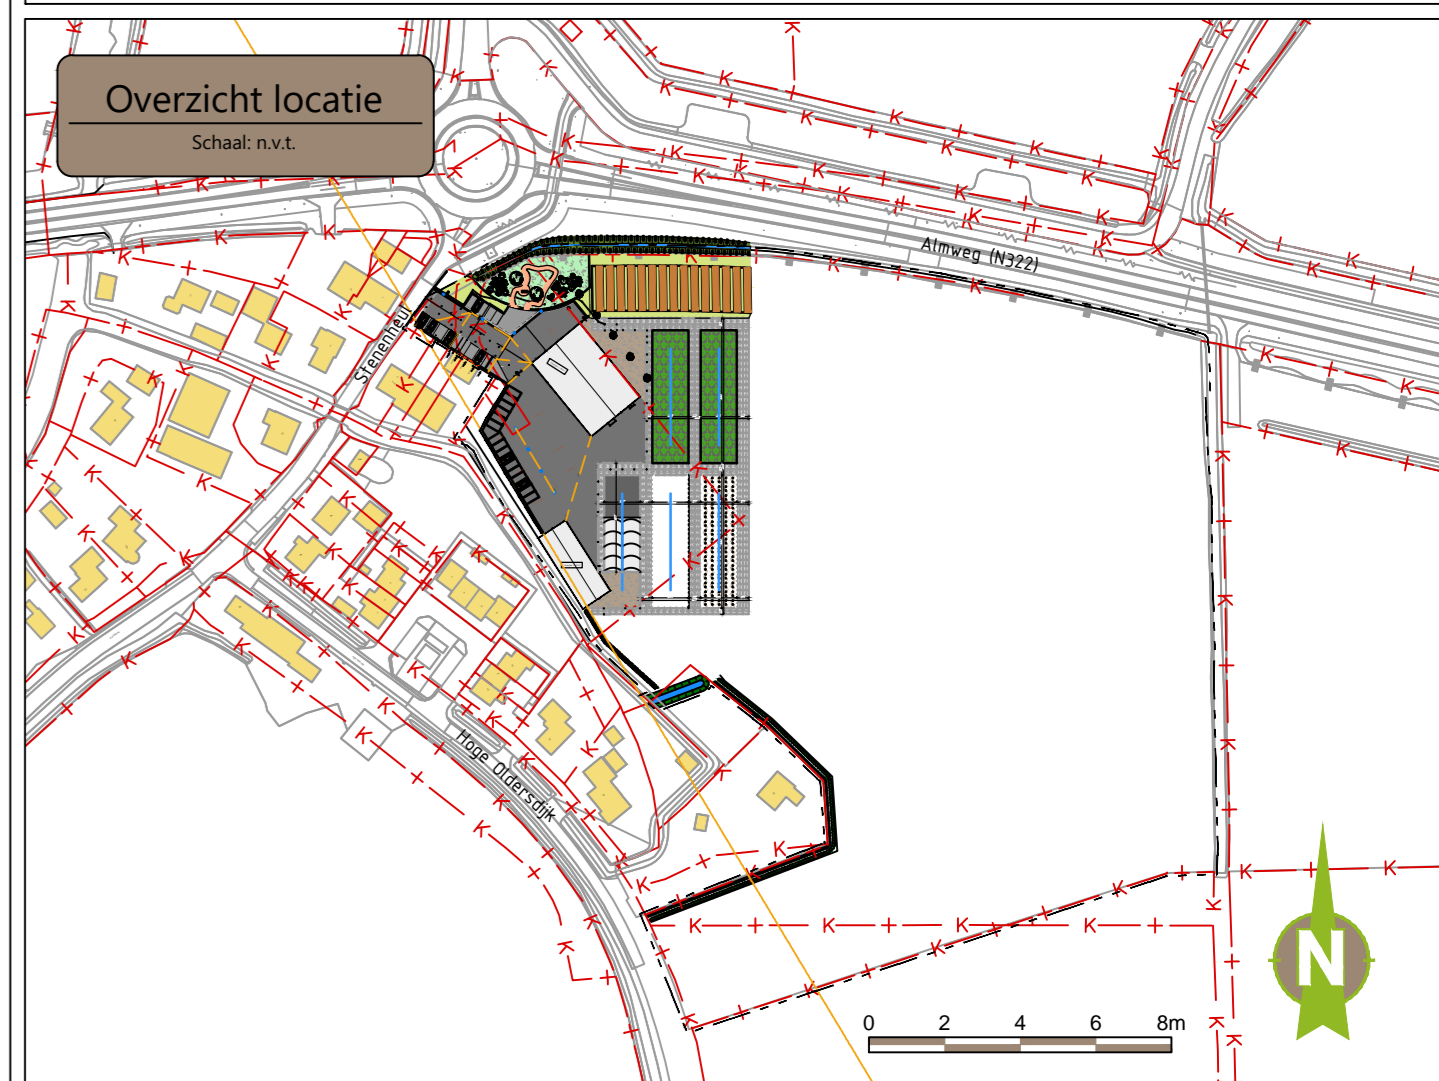 Overzicht locatie
Schaal: n.v.t.
Almweg (N322)
Stenenheul
Hoge Oldersdijk
N
0 2 4 6 8m